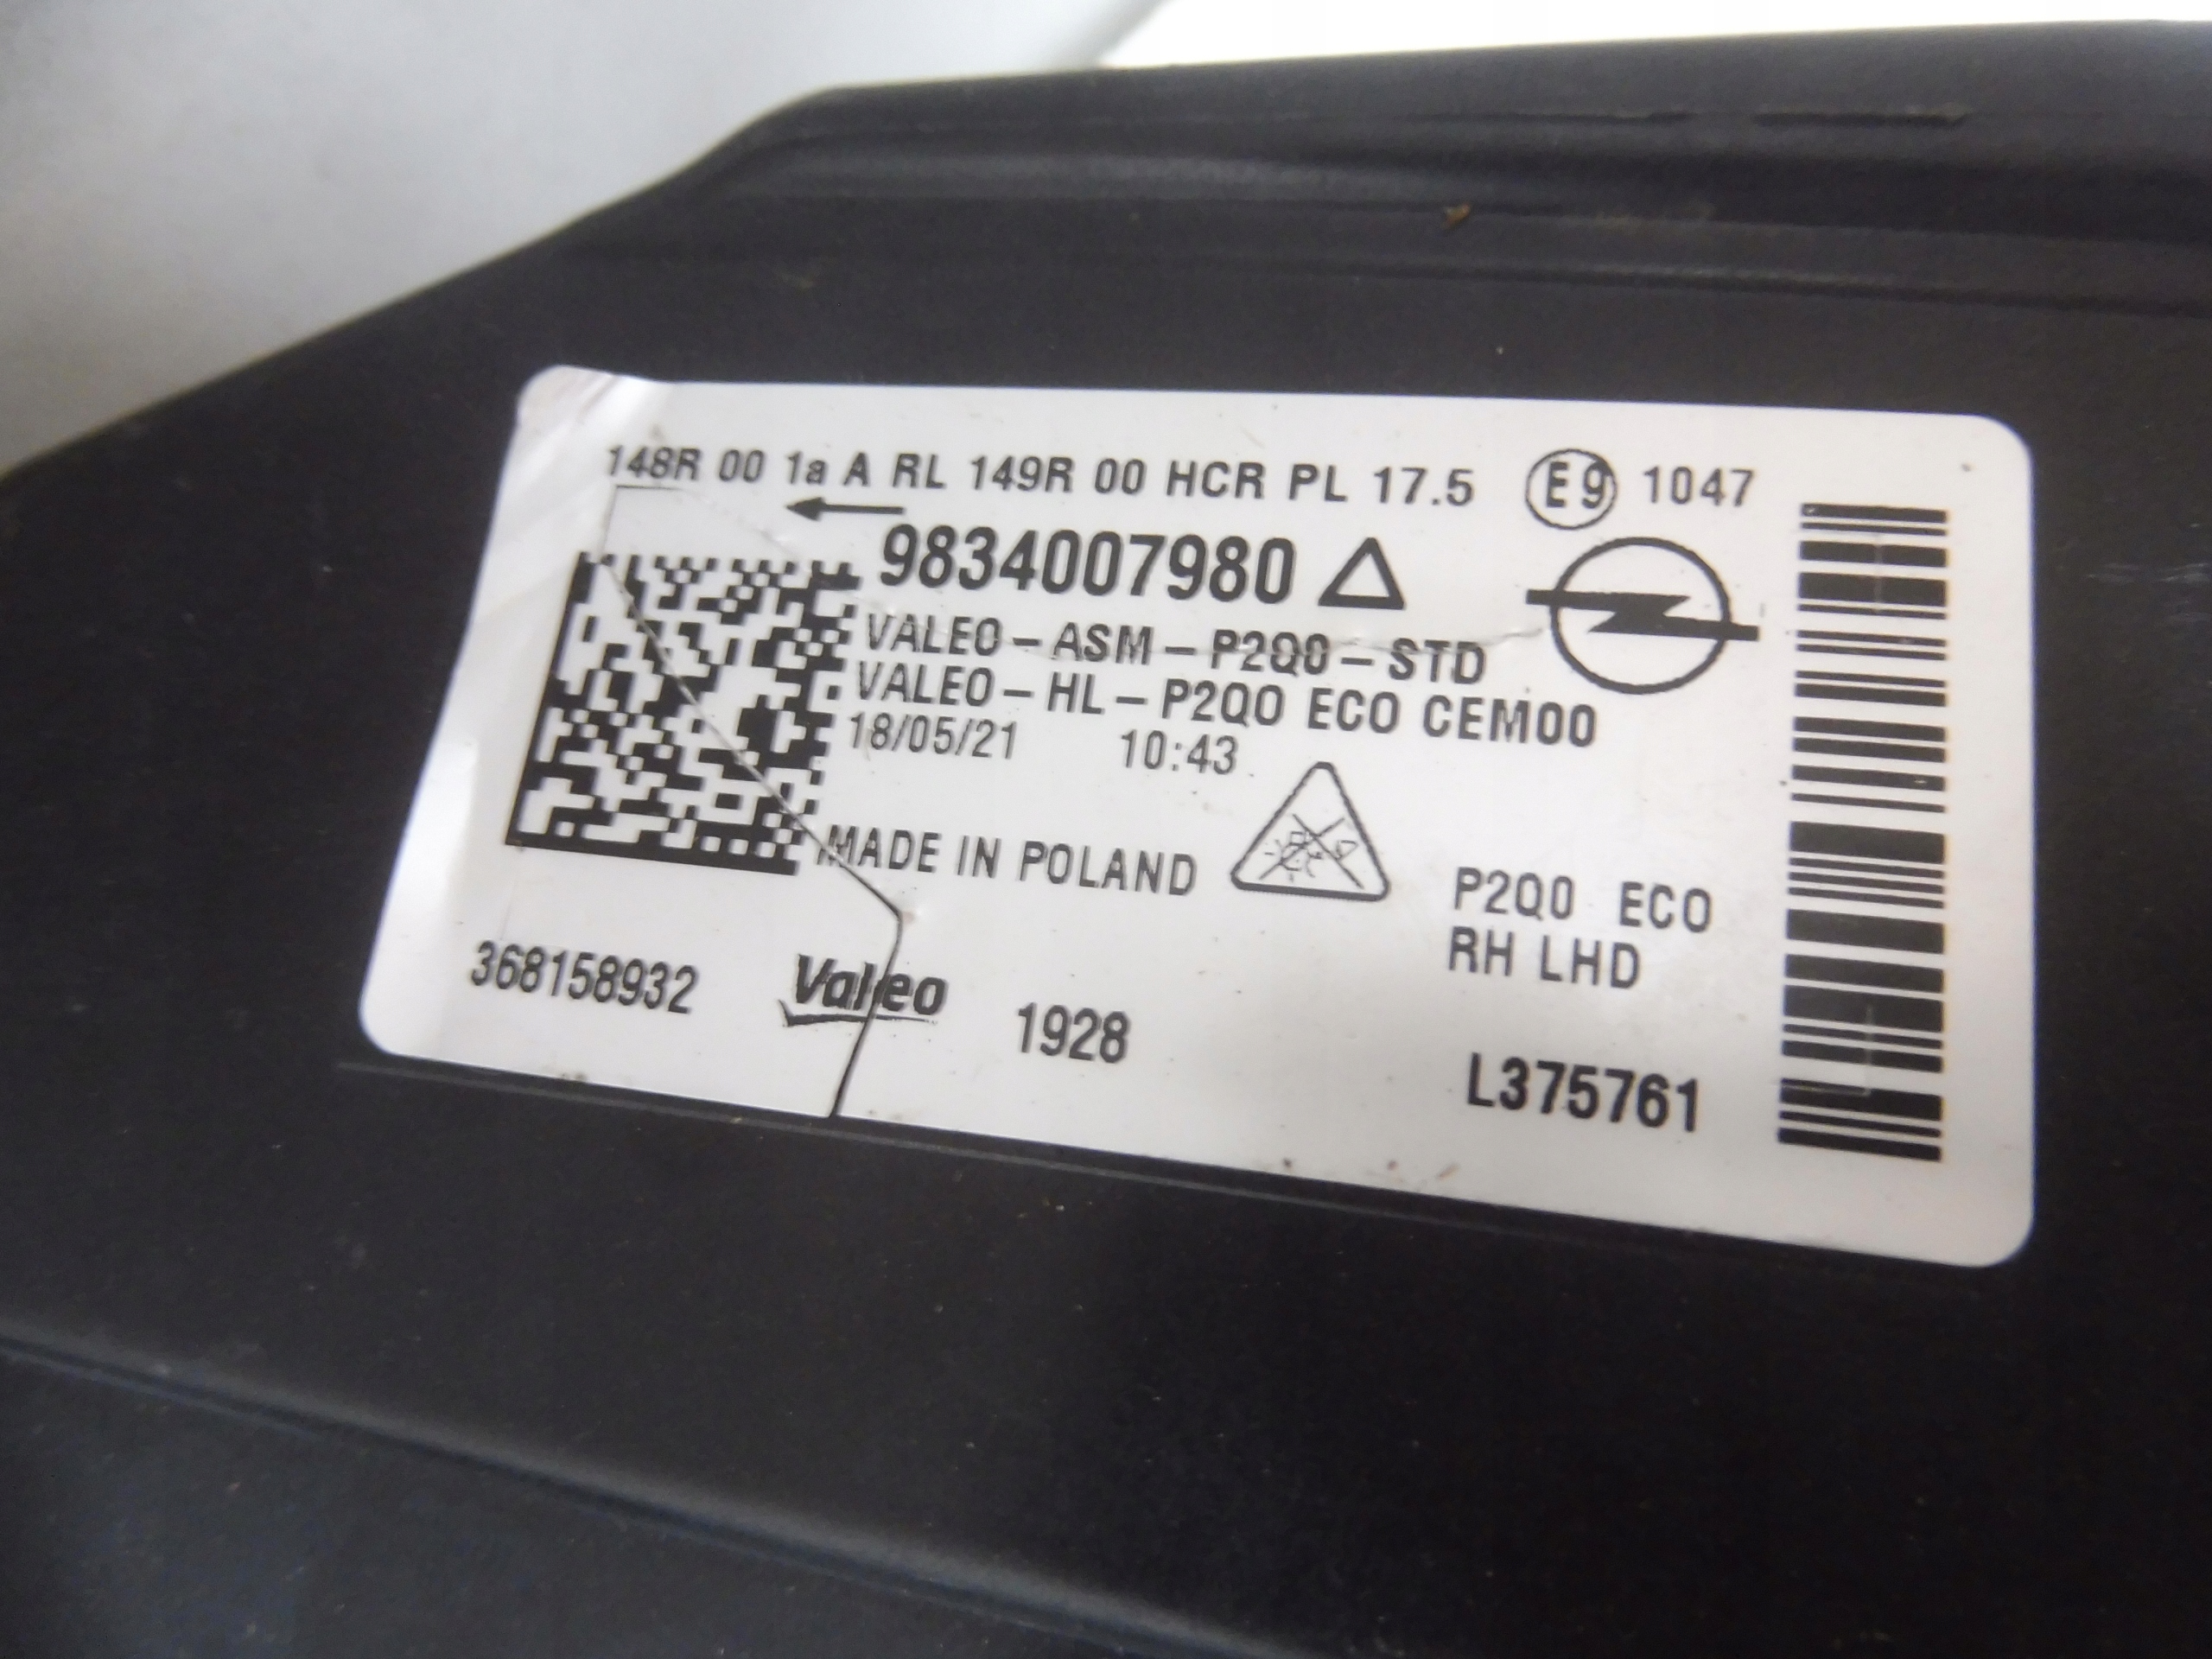 148R 00 1a A RL 149R 00 HCR PL 17.5 E9 1047
9834007980
VALEO - ASM - P2Q0 - STD
VALEO - HL - P2Q0 ECO CEM00
18/05/21 10:43
MADE IN POLAND
P2Q0 ECO
RH LHD
368158932 Valeo 1928
L375761